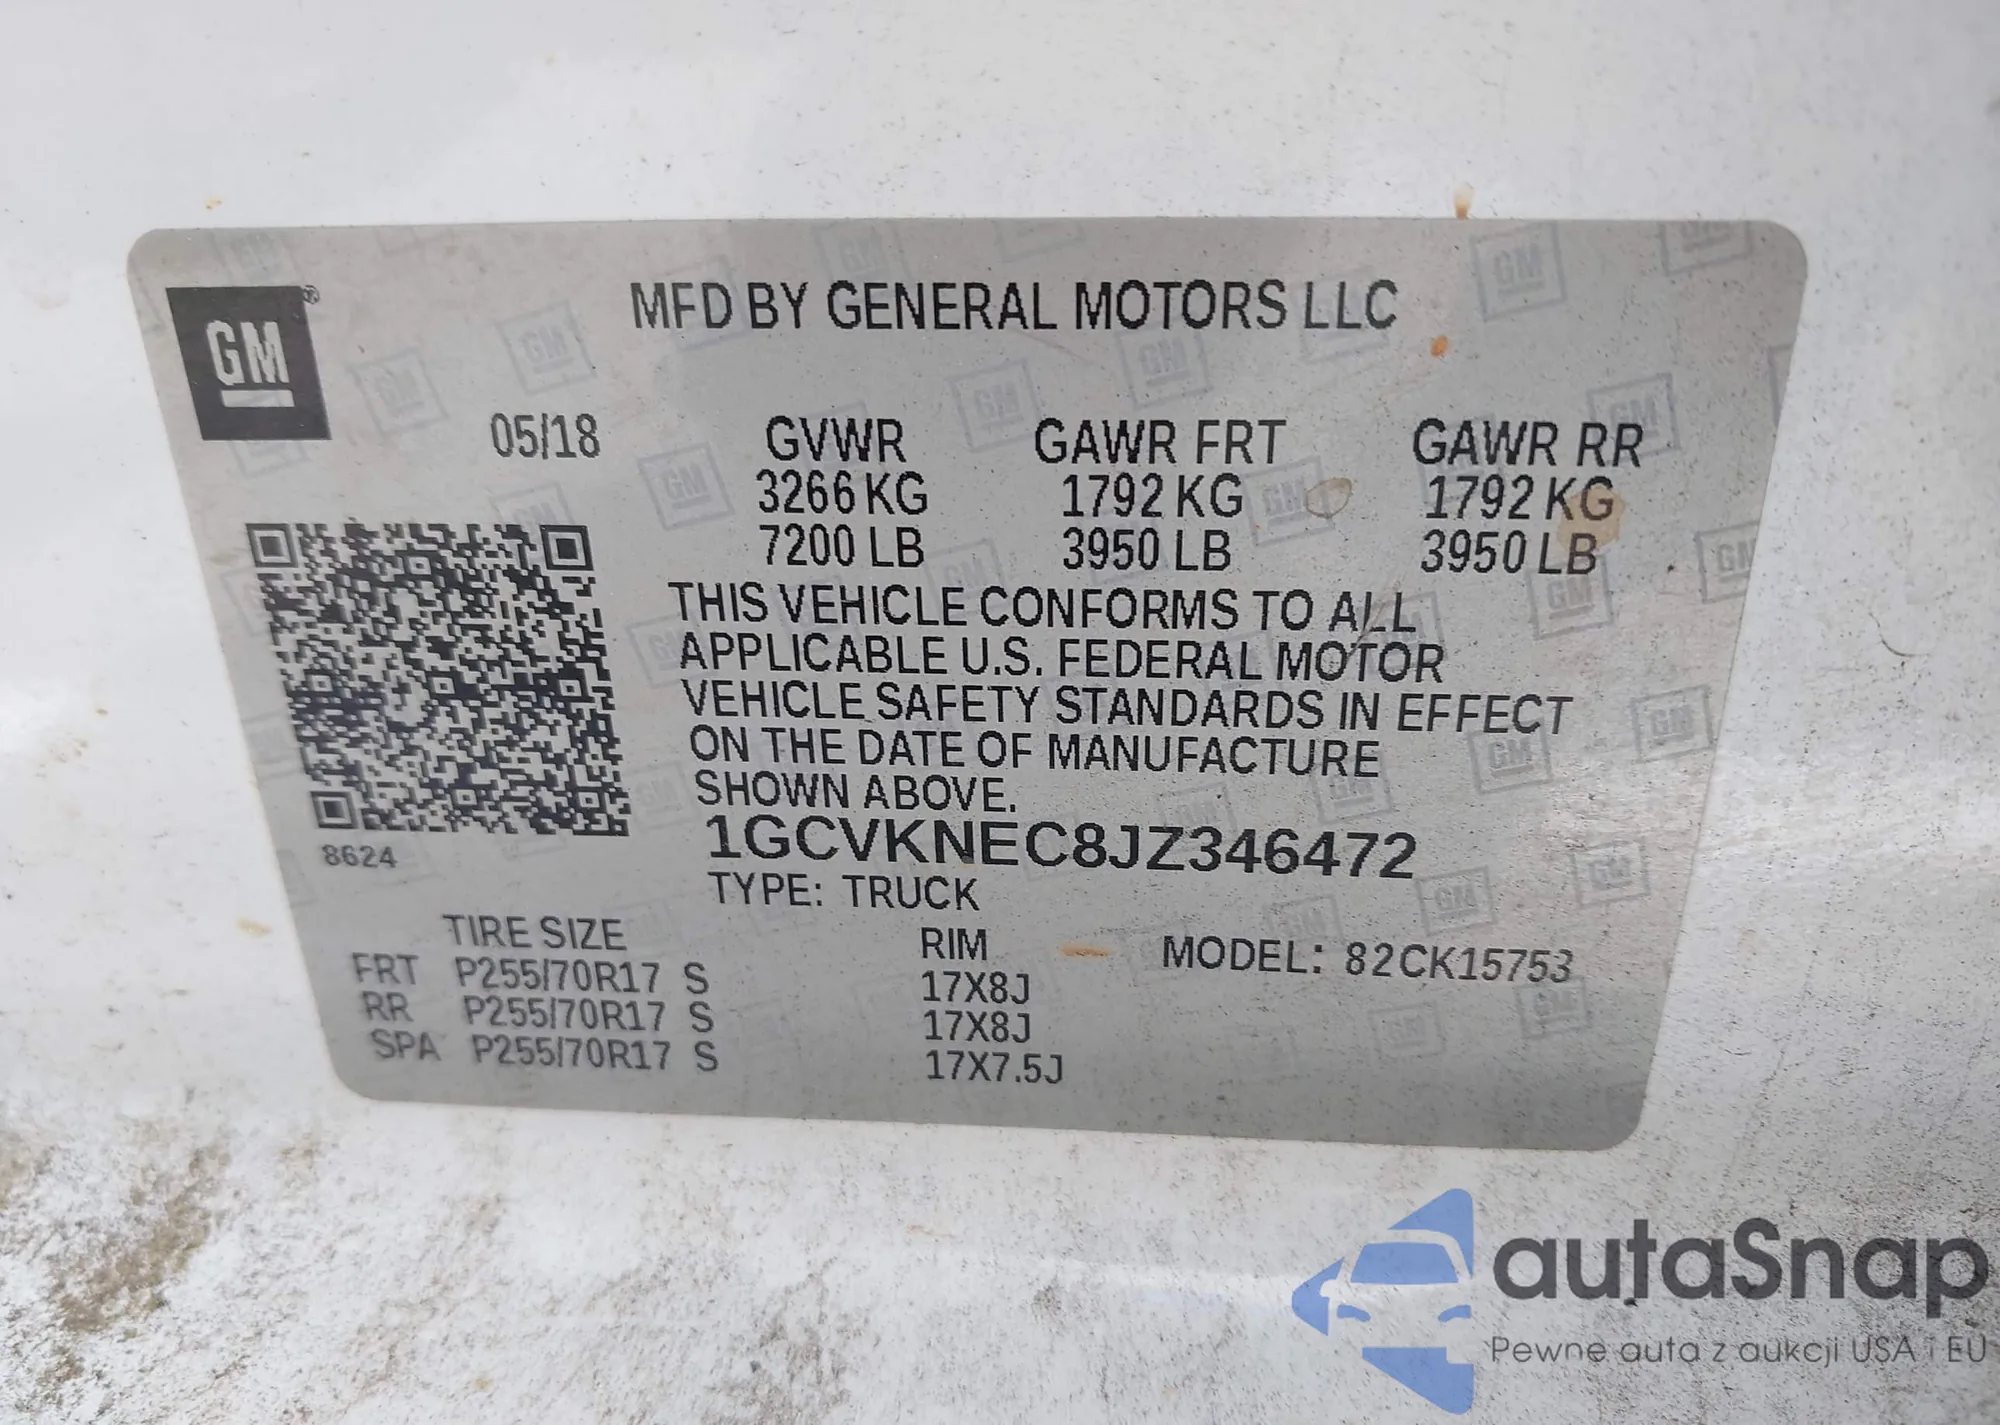 GM
®
MFD BY GENERAL MOTORS LLC
05/18
GVWR GAWR FRT GAWR RR
3266 KG 1792 KG 1792 KG
7200 LB 3950 LB 3950 LB
THIS VEHICLE CONFORMS TO ALL
APPLICABLE U.S. FEDERAL MOTOR
VEHICLE SAFETY STANDARDS IN EFFECT
ON THE DATE OF MANUFACTURE
SHOWN ABOVE.
8624
1GCVKNEC8JZ346472
TYPE: TRUCK
TIRE SIZE RIM MODEL: 82CK15753
FRT P255/70R17 S 17X8J
RR P255/70R17 S 17X8J
SPA P255/70R17 S 17X7.5J
autaSnap
Pewne auta z aukcji USA i EU